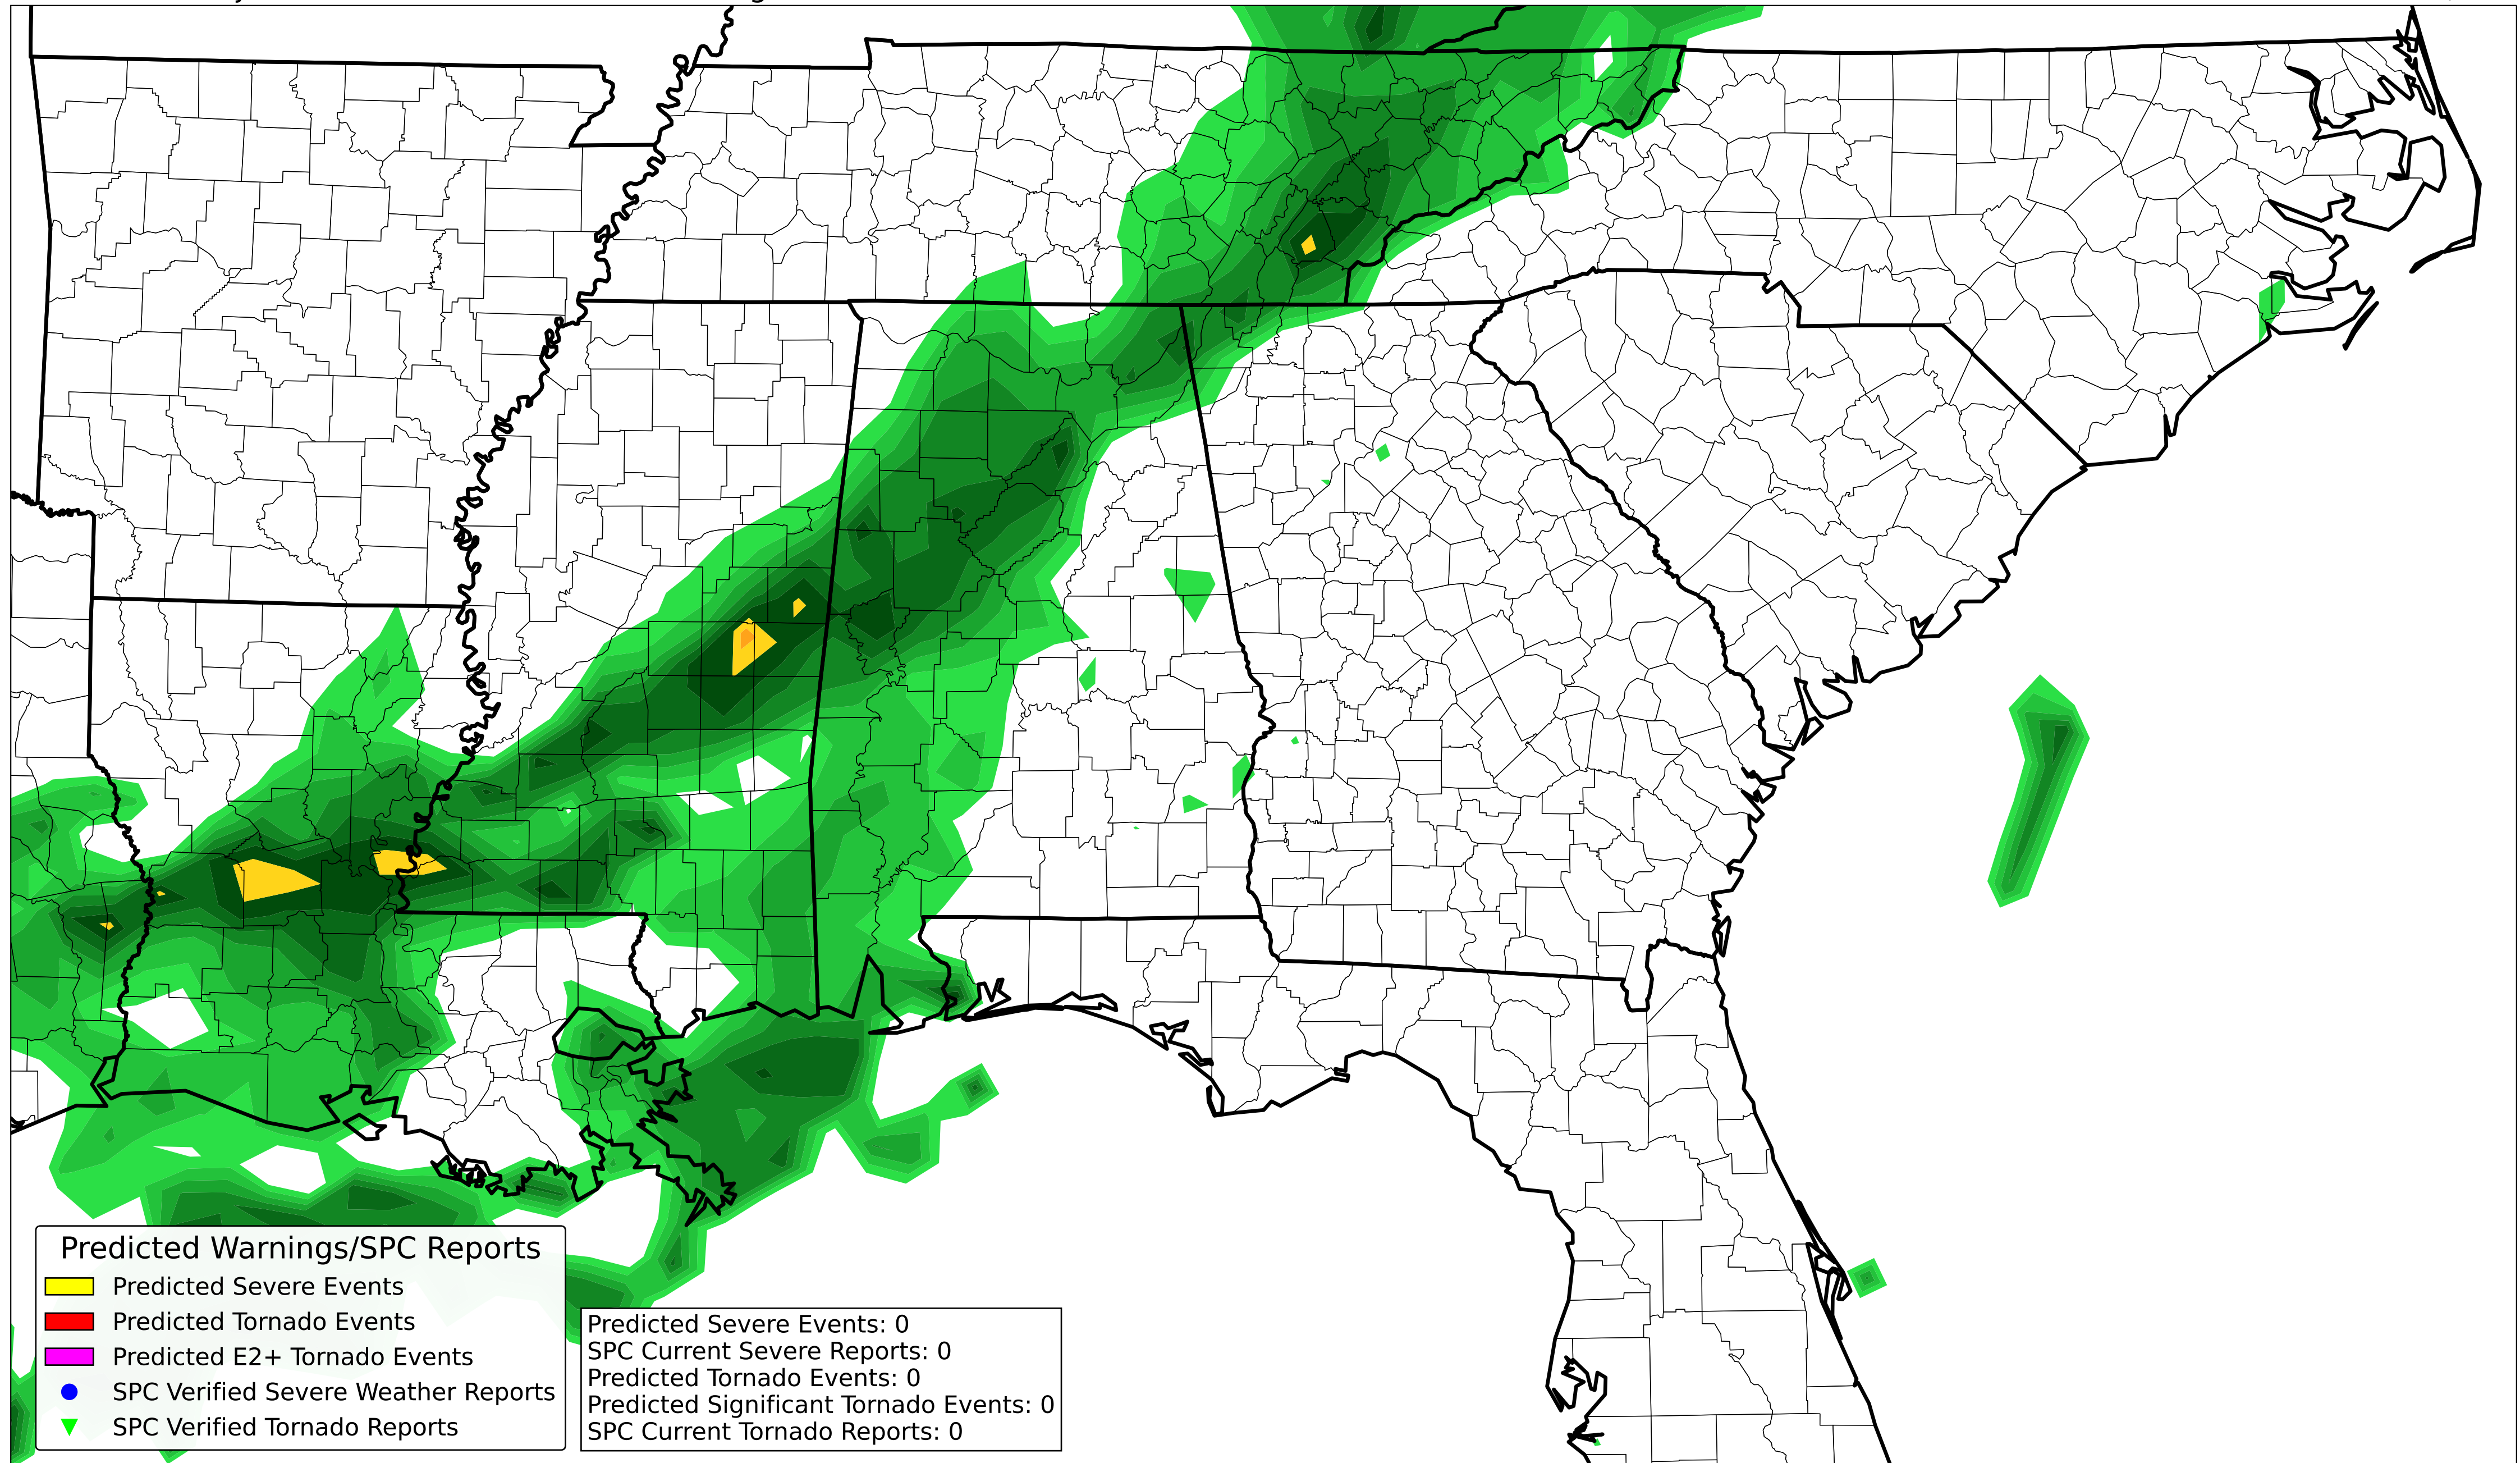 Predicted Warnings/SPC Reports
Predicted Severe Events
Predicted Tornado Events
Predicted E2+ Tornado Events
SPC Verified Severe Weather Reports
SPC Verified Tornado Reports
Predicted Severe Events: 0
SPC Current Severe Reports: 0
Predicted Tornado Events: 0
Predicted Significant Tornado Events: 0
SPC Current Tornado Reports: 0